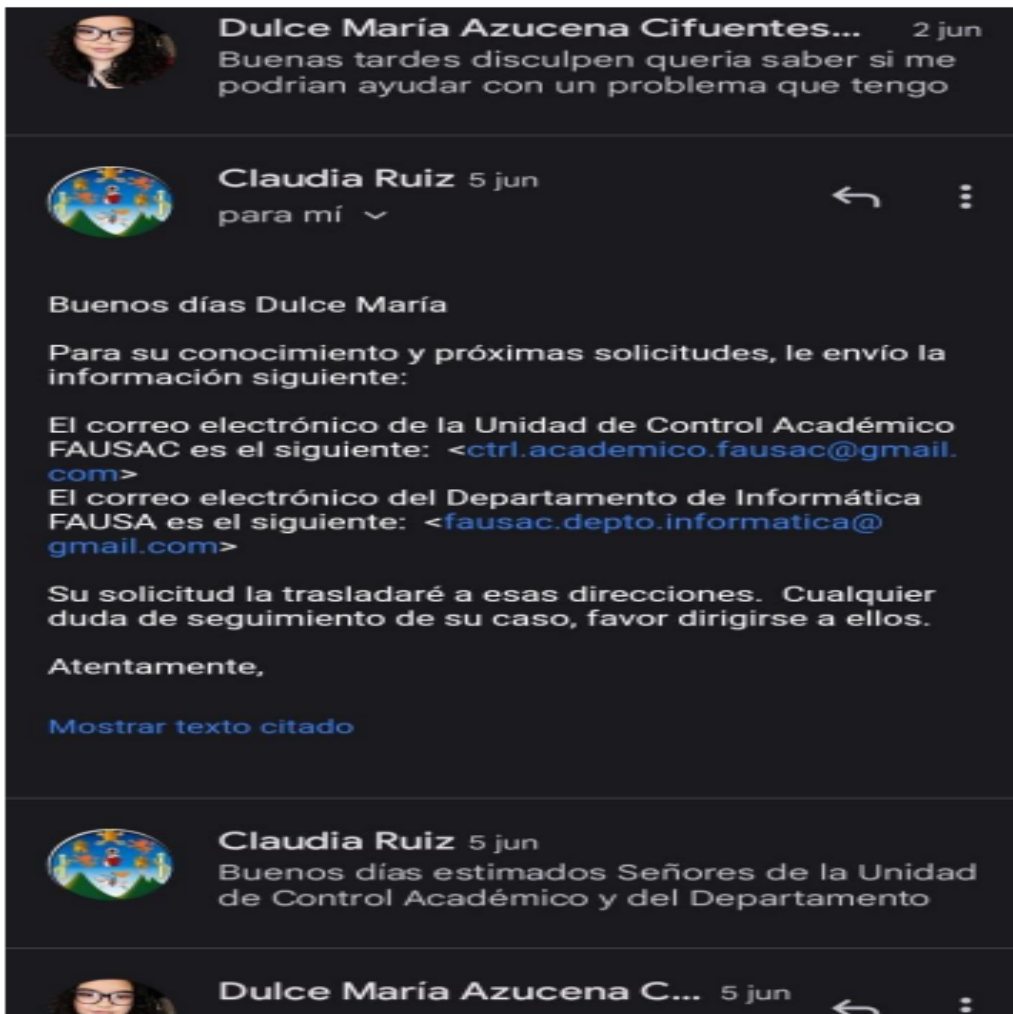 Dulce María Azucena Cifuentes... 2 jun
Buenas tardes disculpen queria saber si me
podrian ayudar con un problema que tengo
Claudia Ruiz 5 jun
para mí
Buenos días Dulce María
Para su conocimiento y próximas solicitudes, le envío la
información siguiente:
El correo electrónico de la Unidad de Control Académico
FAUSAC es el siguiente: <ctrl.academico.fausac@gmail.
com>
El correo electrónico del Departamento de Informática
FAUSA es el siguiente: <fausac.depto.informatica@
gmail.com>
Su solicitud la trasladaré a esas direcciones. Cualquier
duda de seguimiento de su caso, favor dirigirse a ellos.
Atentamente,
Mostrar texto citado
Claudia Ruiz 5 jun
Buenos días estimados Señores de la Unidad
de Control Académico y del Departamento
Dulce María Azucena C... 5 jun